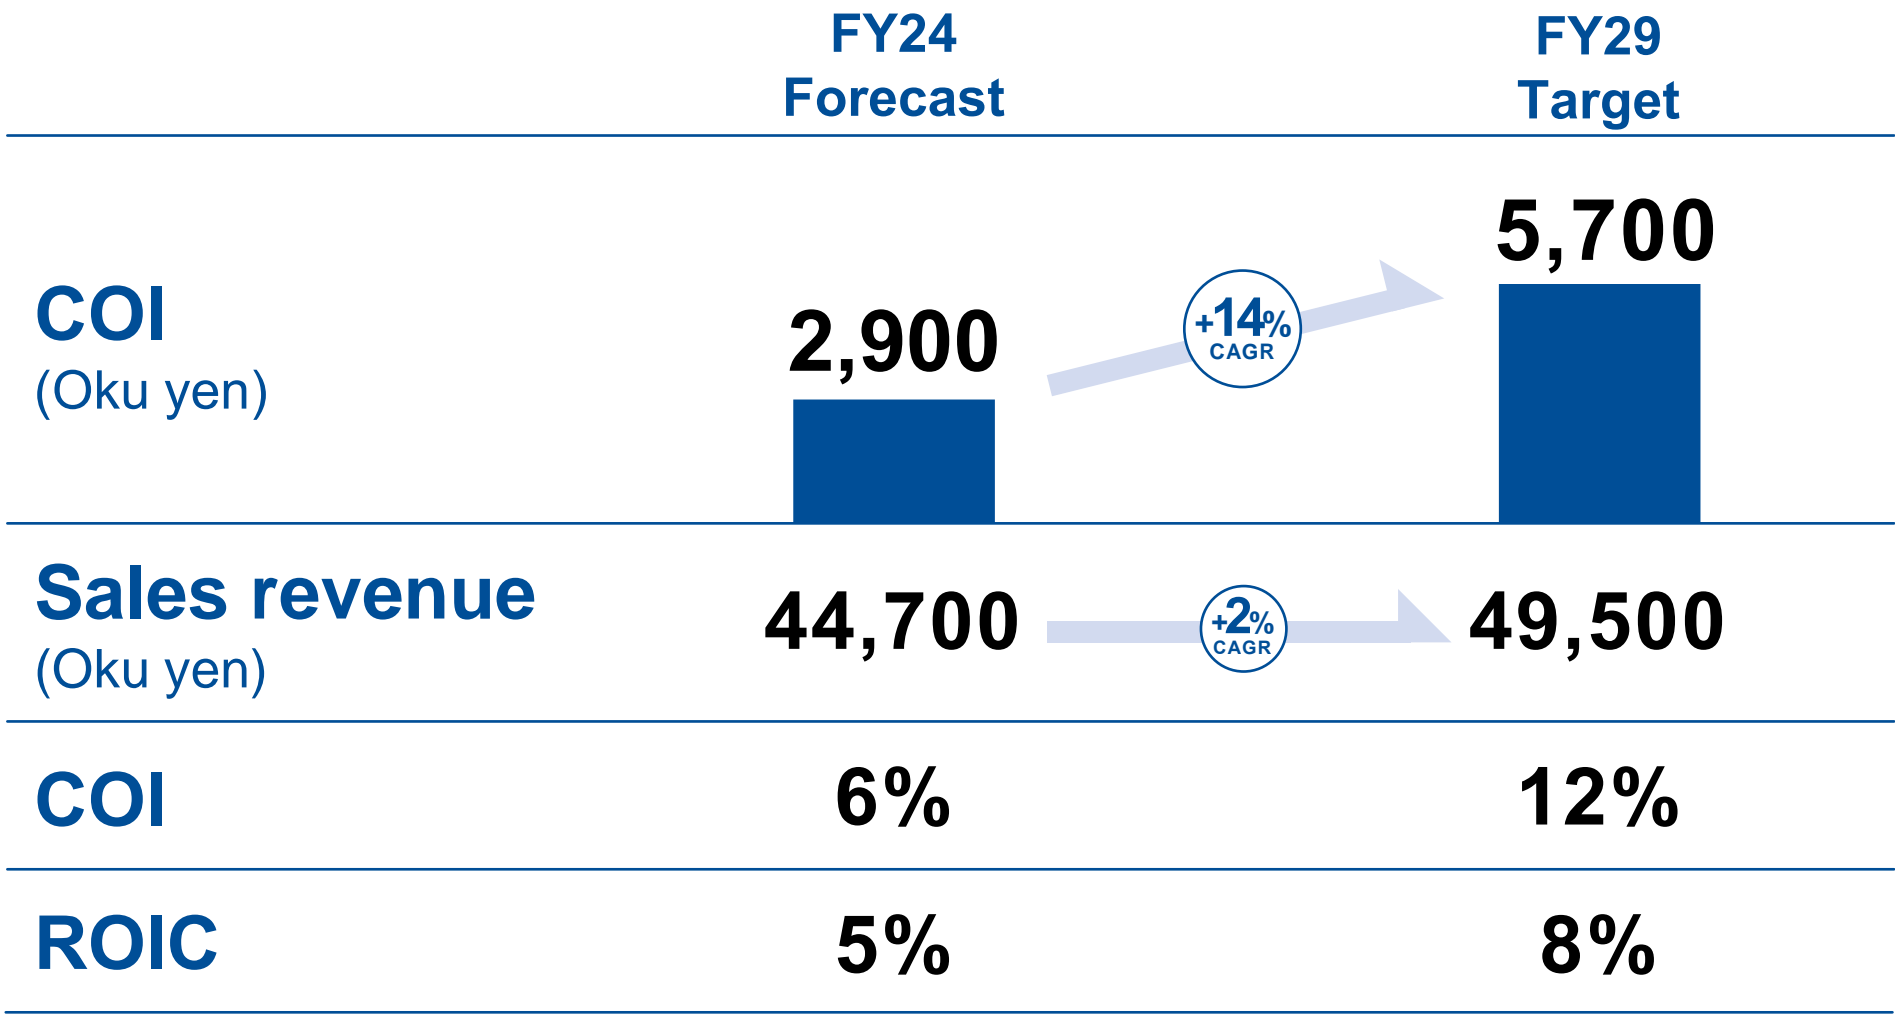 FY24
Forecast
FY29
Target
COI
(Oku yen)
2,900
+14%
CAGR
5,700
Sales revenue
(Oku yen)
44,700
+2%
CAGR
49,500
COI
6%
12%
ROIC
5%
8%